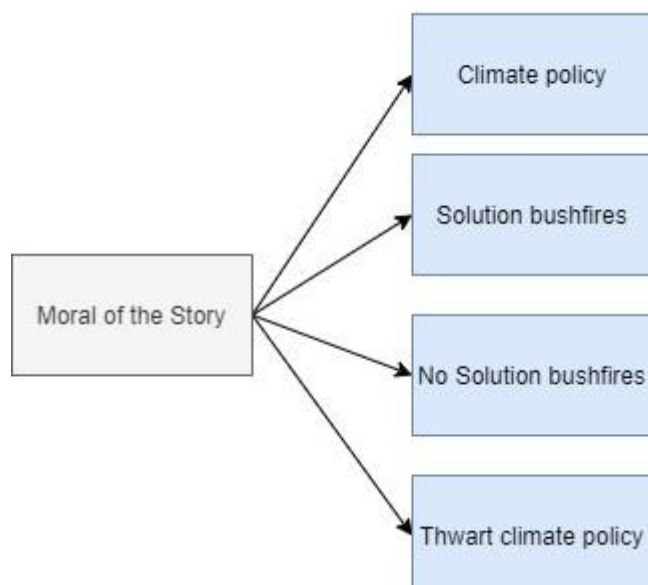 Climate policy
Solution bushfires
Moral of the Story
No Solution bushfires
Thwart climate policy